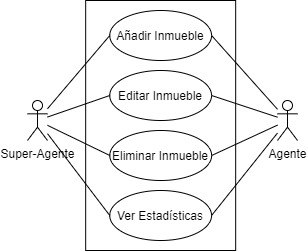 Añadir Inmueble
Editar Inmueble
Super-Agente
Eliminar Inmueble
Agente
Ver Estadísticas